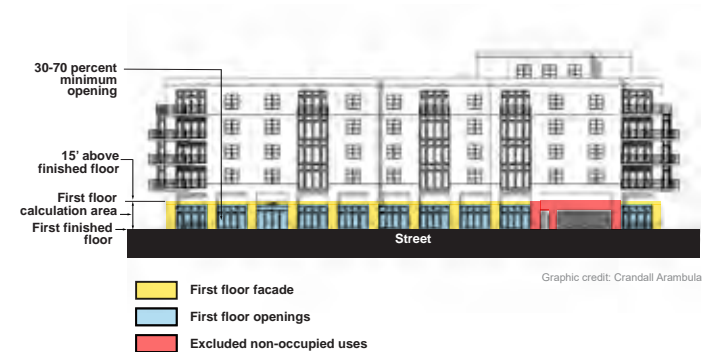 30-70 percent
minimum
opening
15' above
finished floor
First floor
calculation area
First finished
floor
Street
Graphic credit: Crandall Arambula
First floor facade
First floor openings
Excluded non-occupied uses